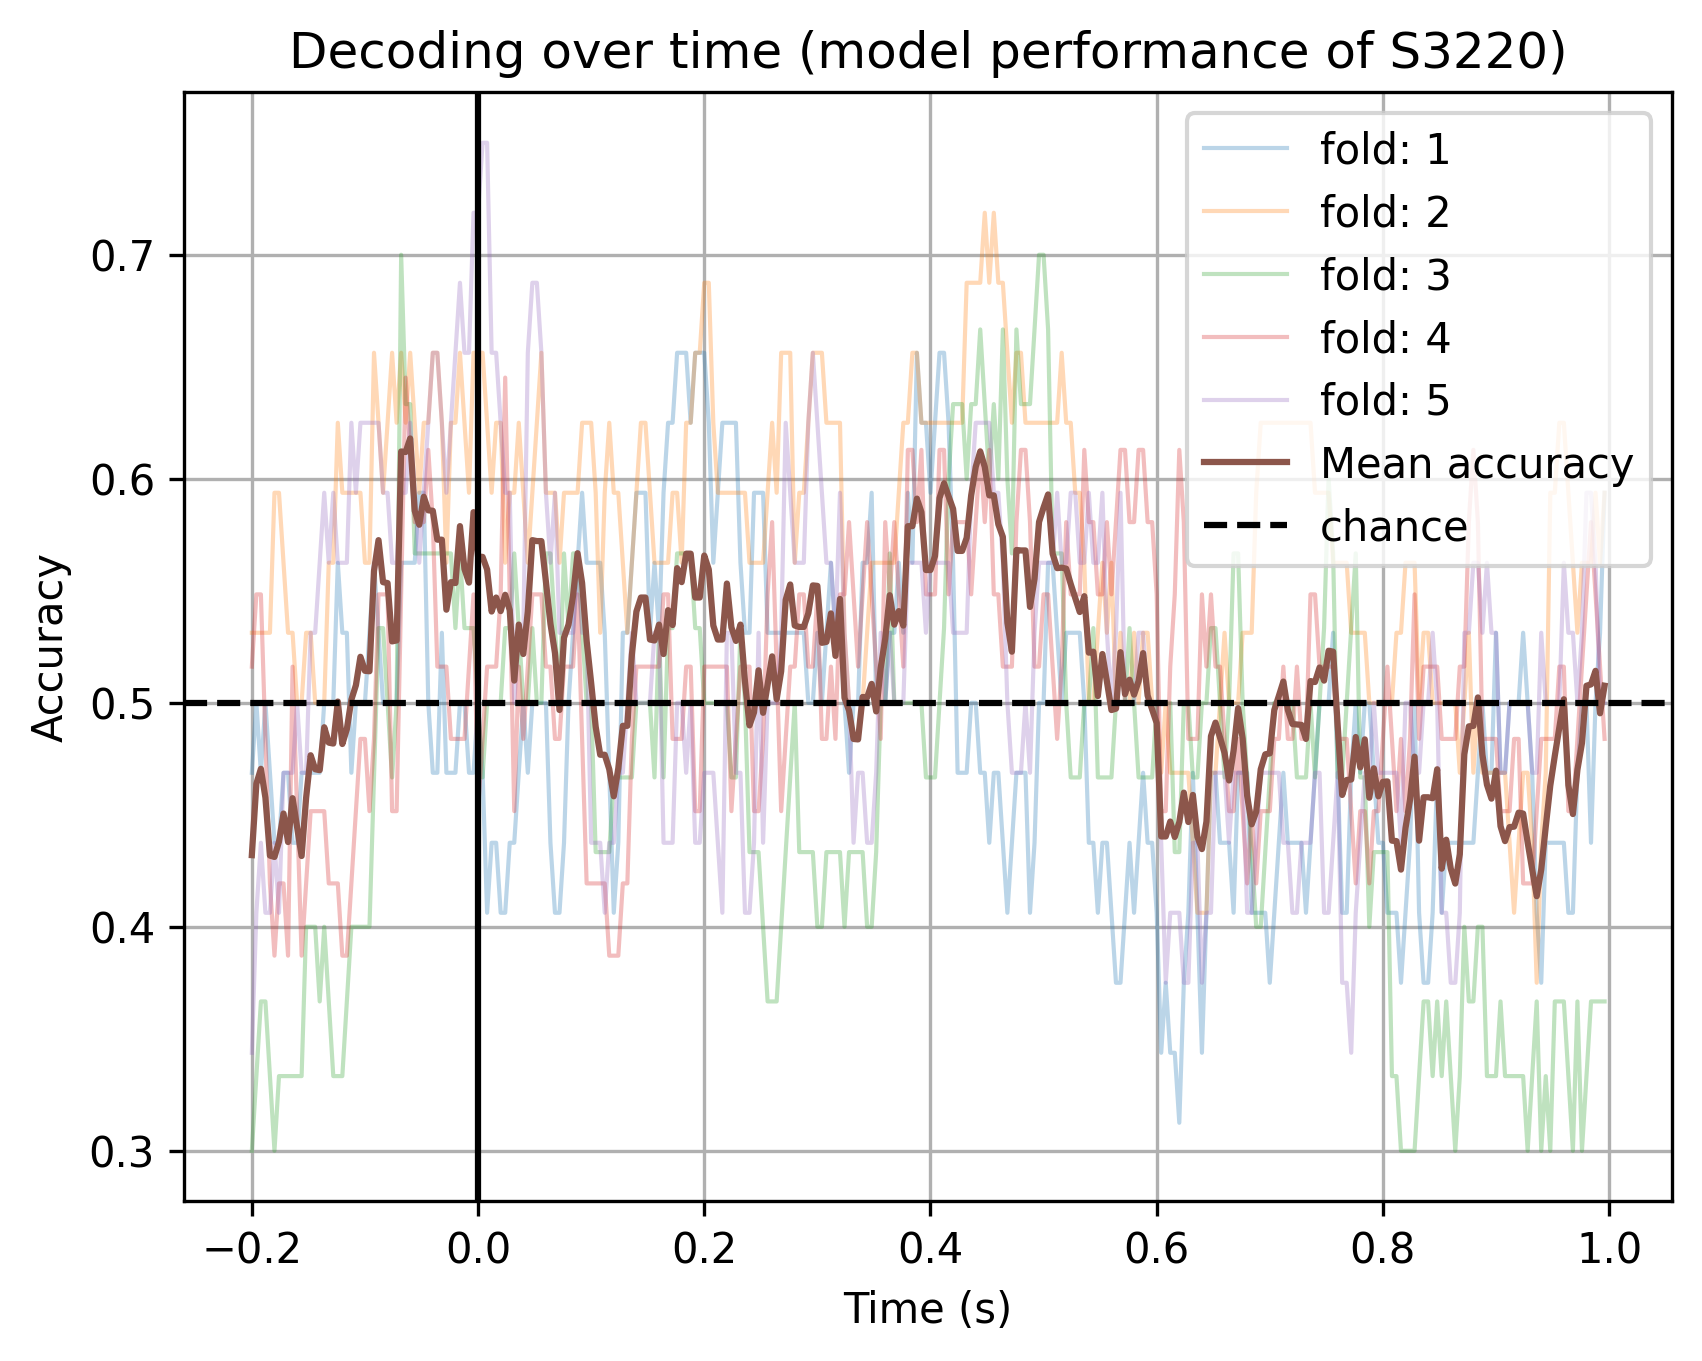 Decoding over time (model performance of S3220)
fold: 1
fold: 2
fold: 3
fold: 4
fold: 5
Mean accuracy
chance
Accuracy
0.7
0.6
0.5
0.4
0.3
−0.2 0.0 0.2 0.4 0.6 0.8 1.0
Time (s)